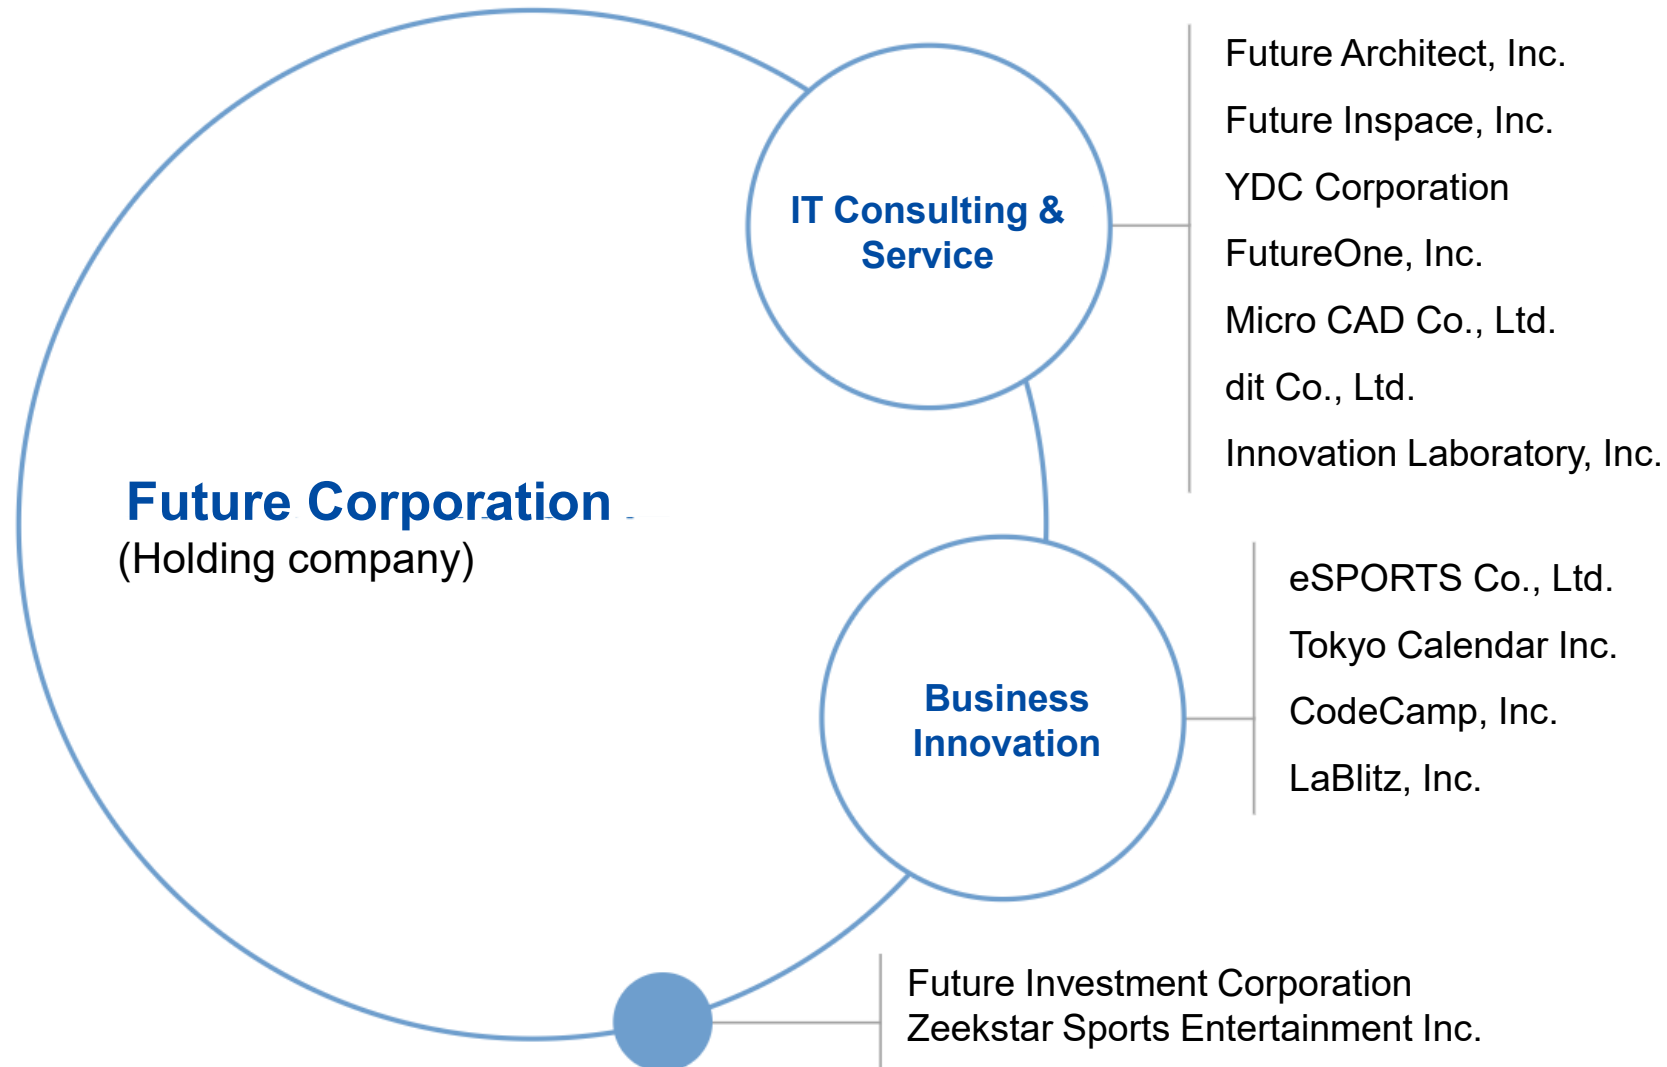 Future Corporation
(Holding company)
IT Consulting &
Service
Future Architect, Inc.
Future Inspace, Inc.
YDC Corporation
FutureOne, Inc.
Micro CAD Co., Ltd.
dit Co., Ltd.
Innovation Laboratory, Inc.
Business
Innovation
eSPORTS Co., Ltd.
Tokyo Calendar Inc.
CodeCamp, Inc.
LaBlitz, Inc.
Future Investment Corporation
Zeekstar Sports Entertainment Inc.